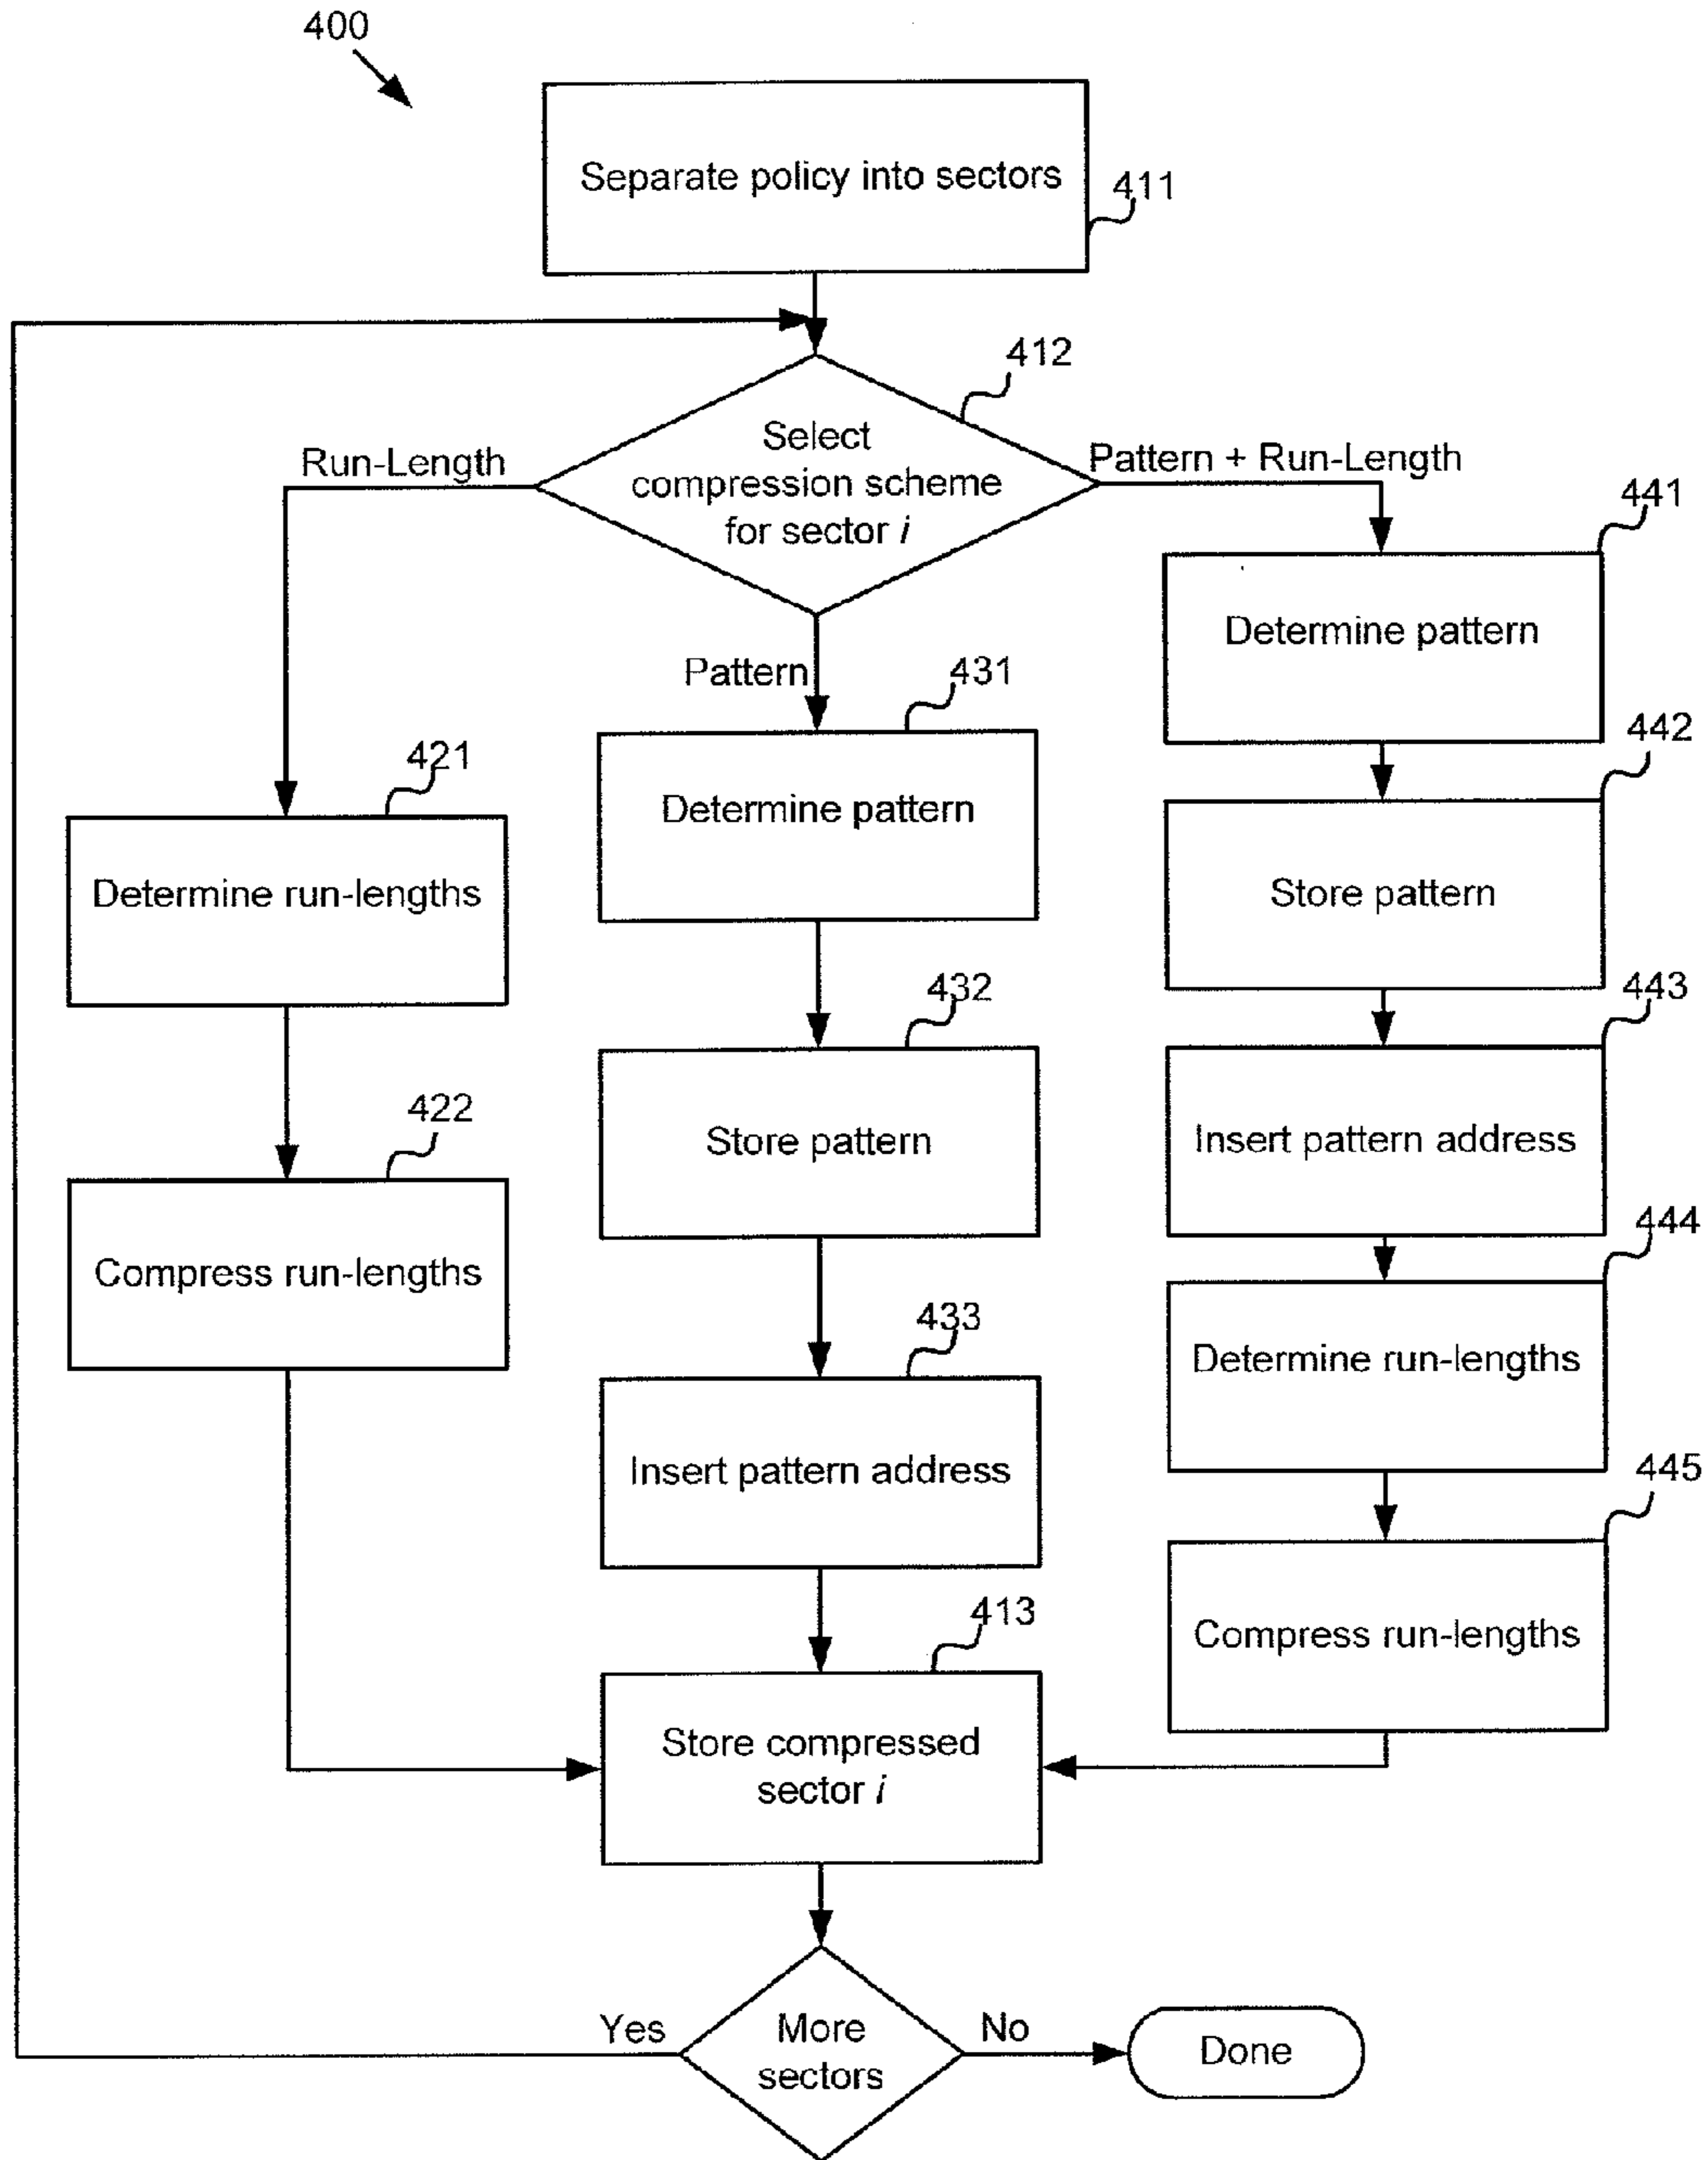 400
Separate policy into sectors
411
412
Select
compression scheme
for sector i
Run-Length
Pattern + Run-Length
Pattern
441
Determine pattern
442
Store pattern
443
Insert pattern address
444
Determine run-lengths
445
Compress run-lengths
431
Determine pattern
432
Store pattern
433
Insert pattern address
421
Determine run-lengths
422
Compress run-lengths
413
Store compressed
sector i
More
sectors
Yes
No
Done